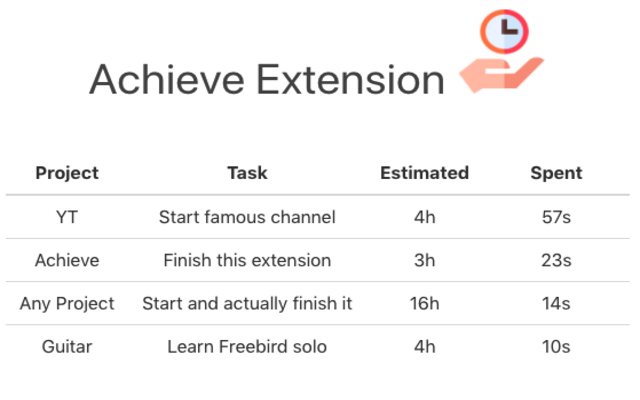 Achieve Extension
Project Task Estimated Spent
YT Start famous channel 4h 57s
Achieve Finish this extension 3h 23s
Any Project Start and actually finish it 16h 14s
Guitar Learn Freebird solo 4h 10s